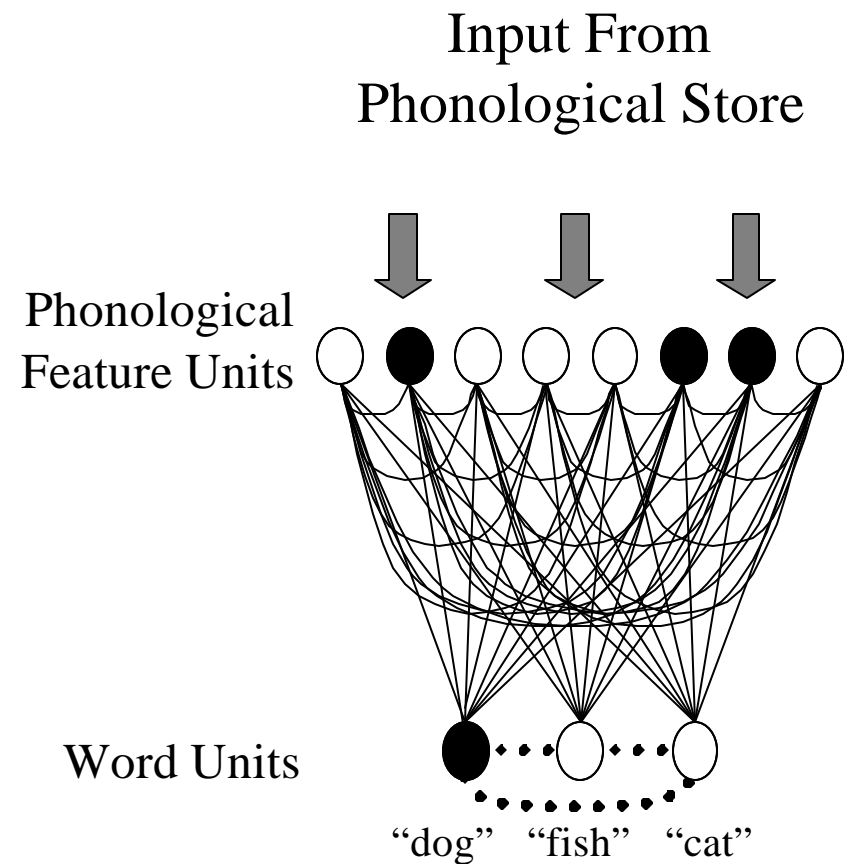 Input From
Phonological Store
Phonological
Feature Units
Word Units
“dog” “fish” “cat”